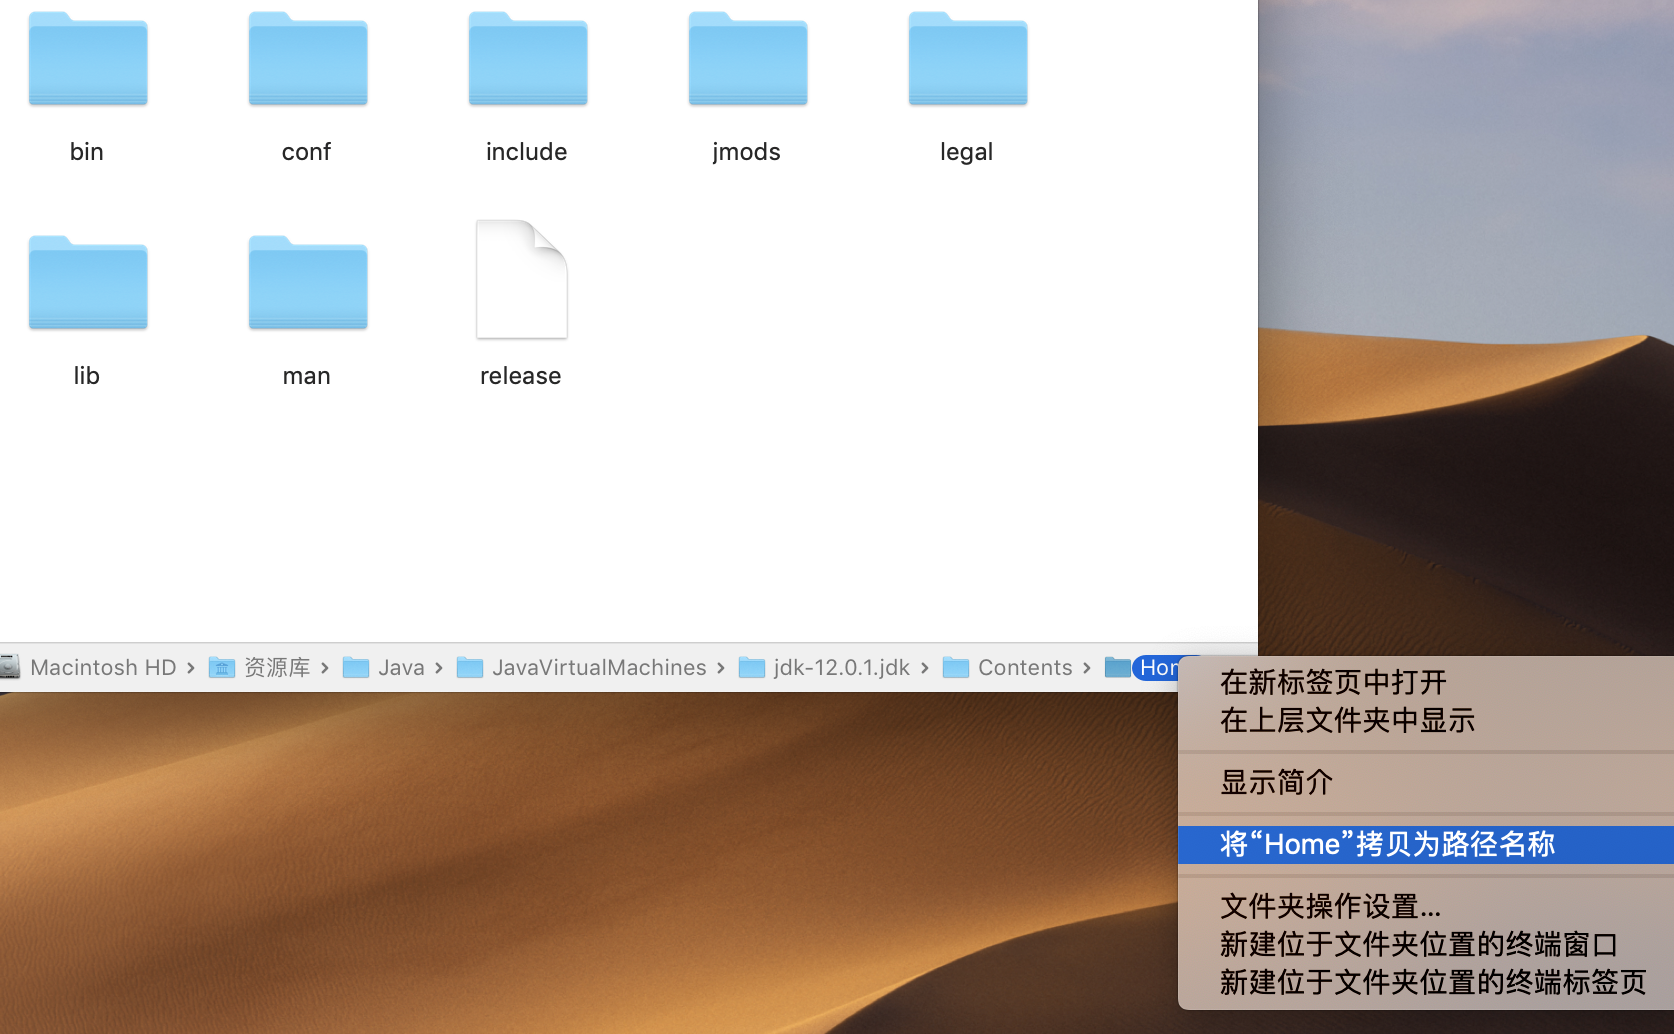 bin conf include jmods legal
lib man release
Macintosh HD › 资源库 › Java › JavaVirtualMachines › jdk-12.0.1.jdk › Contents ›
在新标签页中打开
在上层文件夹中显示
显示简介
将“Home”拷贝为路径名称
文件夹操作设置...
新建位于文件夹位置的终端窗口
新建位于文件夹位置的终端标签页